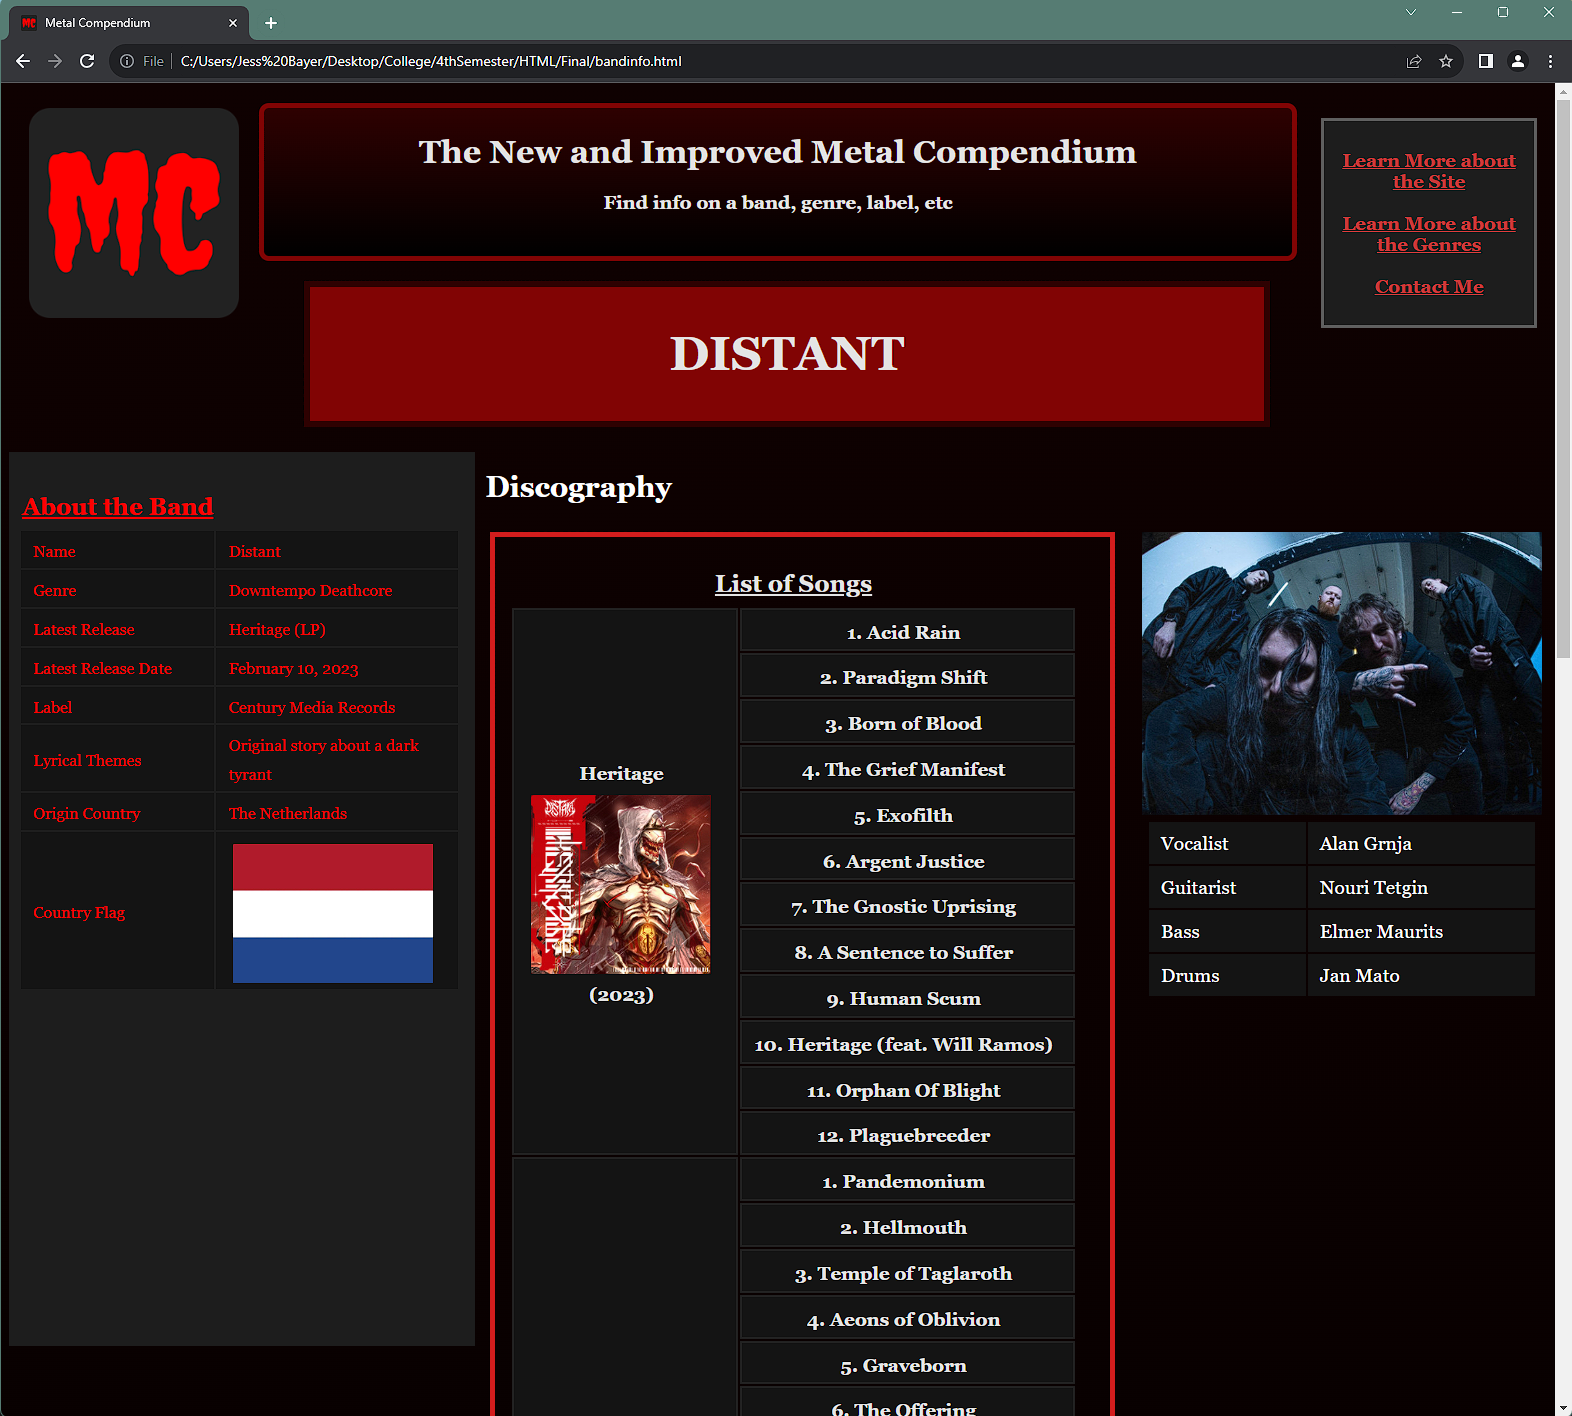 Metal Compendium
File
C:/Users/Jess%20Bayer/Desktop/College/4thSemester/HTML/Final/bandinfo.html
MC
The New and Improved Metal Compendium
Find info on a band, genre, label, etc
Learn More about
the Site
Learn More about
the Genres
Contact Me
DISTANT
About the Band
Name Distant
Genre Downtempo Deathcore
Latest Release Heritage (LP)
Latest Release Date February 10, 2023
Label Century Media Records
Lyrical Themes Original story about a dark
tyrant
Origin Country The Netherlands
Country Flag
Discography
List of Songs
Heritage
(2023)
1. Acid Rain
2. Paradigm Shift
3. Born of Blood
4. The Grief Manifest
5. Exofilth
6. Argent Justice
7. The Gnostic Uprising
8. A Sentence to Suffer
9. Human Scum
10. Heritage (feat. Will Ramos)
11. Orphan Of Blight
12. Plaguebreeder
1. Pandemonium
2. Hellmouth
3. Temple of Taglaroth
4. Aeons of Oblivion
5. Graveborn
6. The Offering
Vocalist Alan Grnja
Guitarist Nouri Tetgin
Bass Elmer Maurits
Drums Jan Mato